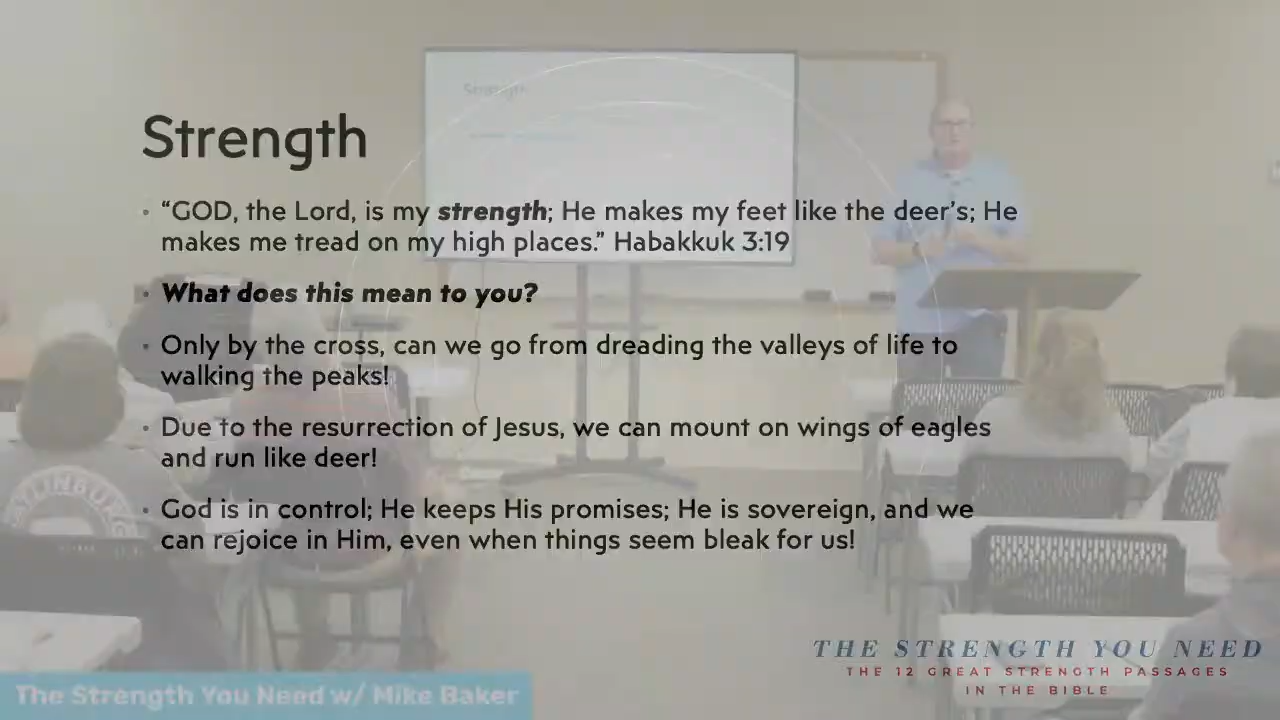 Strength
Strength
• “GOD, the Lord, is my strength; He makes my feet like the deer’s; He
makes me tread on my high places.” Habakkuk 3:19
• What does this mean to you?
• Only by the cross, can we go from dreading the valleys of life to
walking the peaks!
• Due to the resurrection of Jesus, we can mount on wings of eagles
and run like deer!
• God is in control; He keeps His promises; He is sovereign, and we
can rejoice in Him, even when things seem bleak for us!
THE STRENGTH YOU NEED
THE 12 GREAT STRENGTH PASSAGES
IN THE BIBLE
The Strength You Need w/ Mike Baker